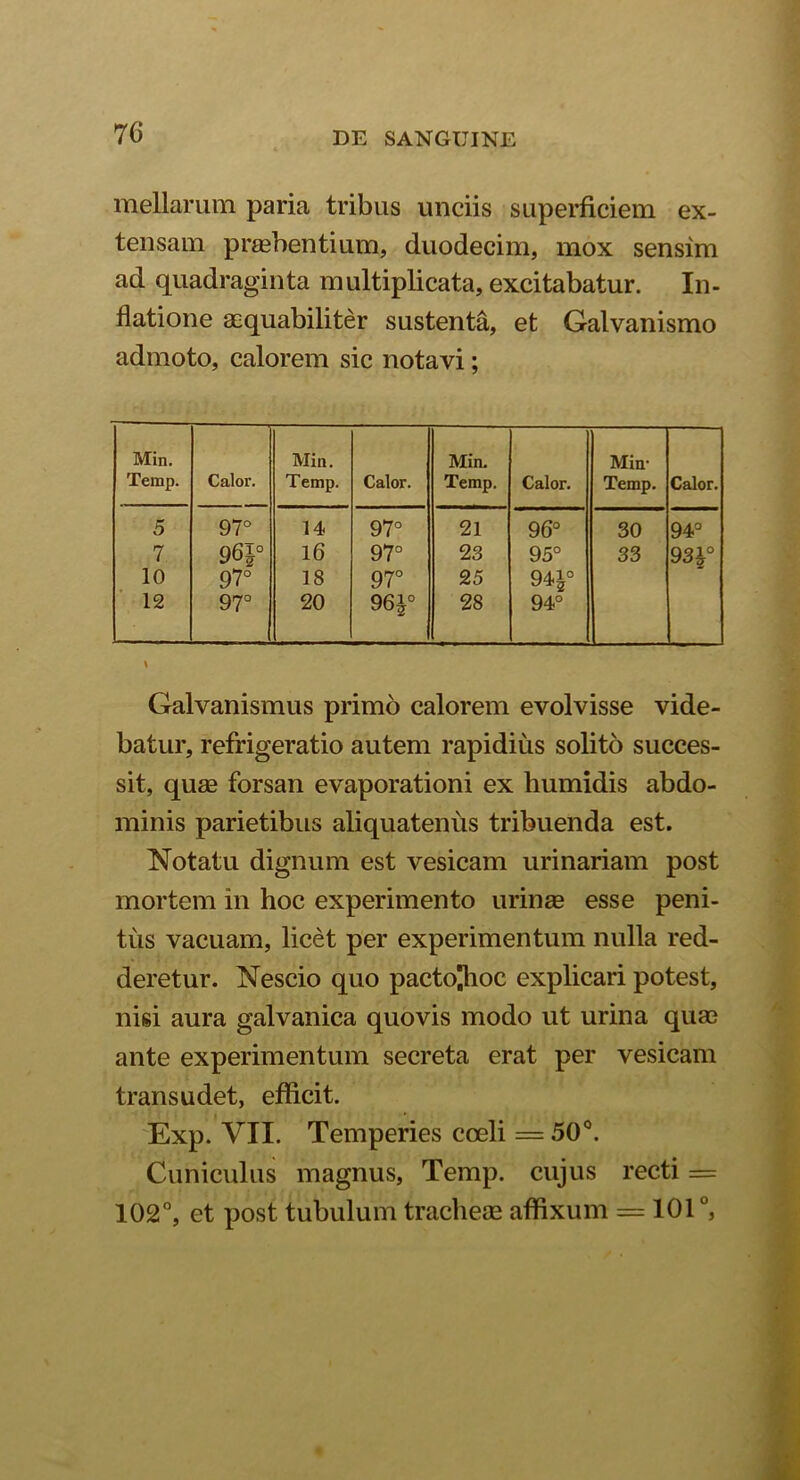 76 DE SANGUINE
mellarum paria tribus unciis superficiem ex-
tensam præbentium, duodecim, mox sensìm
ad quadraginta multiplicata, excitabatur. In-
flatione æquabilitèr sustentâ, et Galvanismo
admoto, calorem sic notavi;
Min. Temp. Calor. Min. Temp. Calor. Min. Temp. Calor. Min· Temp. Calor.
5 97° 14 97° 21 96° 30 94°
7 96½° 16 97° 23 95° 33 93½°
10 97° 18 97° 25 94½°
12 97° 20 96½° 28 94°
Galvanismus primò calorem evolvisse vide-
batur, refrigeratio autem rapidiùs solitò succes-
sit, quæ forsan evaporationi ex humidis abdo-
minis parietibus aliquatenùs tribuenda est.
Notatu dignum est vesicam urinariam post
mortem in hoc experimento urinæ esse peni-
tùs vacuam, licèt per experimentum nulla red-
deretur. Nescio quo pacto hoc explicari potest,
nisi aura galvanica quovis modo ut urina quæ
ante experimentum secreta erat per vesicam
transudet, efficit.
Exp. VII. Temperies cœli = 50°.
Cuniculus magnus, Temp. cujus recti =
102°, et post tubulum tracheæ affixum = 101°,